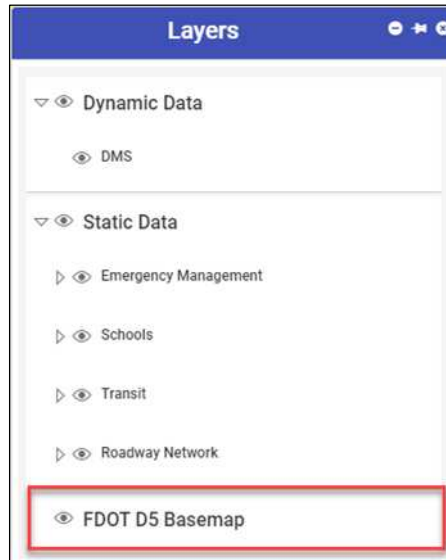 Layers
Dynamic Data
DMS
Static Data
Emergency Management
Schools
Transit
Roadway Network
FDOT D5 Basemap